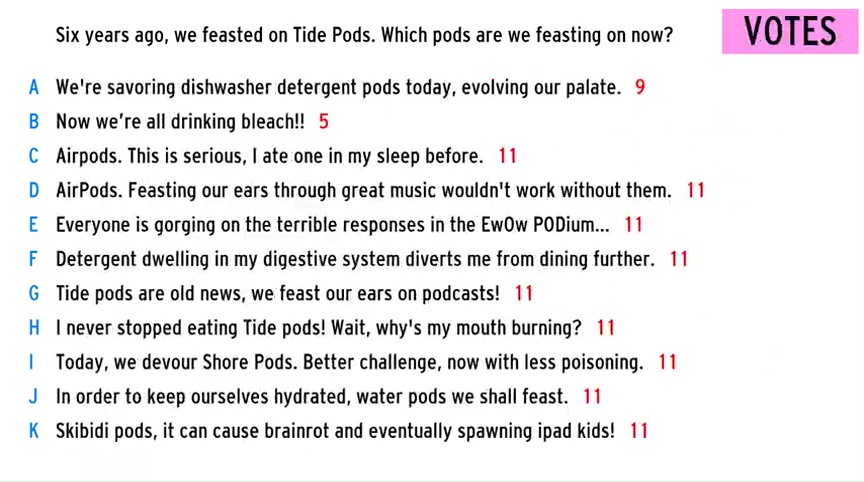 Six years ago, we feasted on Tide Pods. Which pods are we feasting on now?
VOTES
A We're savoring dishwasher detergent pods today, evolving our palate. 9
B Now we're all drinking bleach!! 5
C Airpods. This is serious, I ate one in my sleep before. 11
D AirPods. Feasting our ears through great music wouldn't work without them. 11
E Everyone is gorging on the terrible responses in the EwOw PODium... 11
F Detergent dwelling in my digestive system diverts me from dining further. 11
G Tide pods are old news, we feast our ears on podcasts! 11
H I never stopped eating Tide pods! Wait, why's my mouth burning? 11
I Today, we devour Shore Pods. Better challenge, now with less poisoning. 11
J In order to keep ourselves hydrated, water pods we shall feast. 11
K Skibidi pods, it can cause brainrot and eventually spawning ipad kids! 11